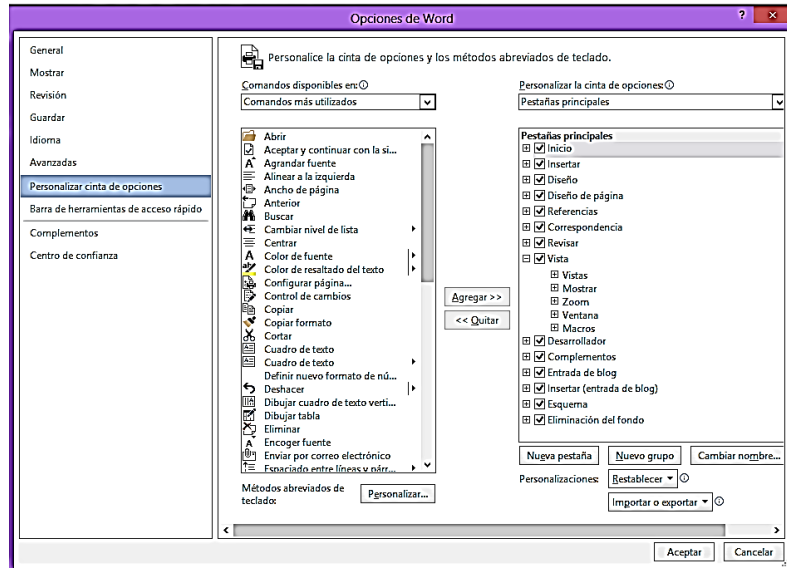 Opciones de Word
?
General
Mostrar
Revisión
Guardar
Idioma
Avanzadas
Personalizar cinta de opciones
Barra de herramientas de acceso rápido
Complementos
Centro de confianza
Personalice la cinta de opciones y los métodos abreviados de teclado.
Comandos disponibles en:
Comandos más utilizados
Abrir
Aceptar y continuar con la si...
Agrandar fuente
Alinear a la izquierda
Ancho de página
Anterior
Buscar
Cambiar nivel de lista
Centrar
Color de fuente
Color de resaltado del texto
Configurar página...
Control de cambios
Copiar
Copiar formato
Cortar
Cuadro de texto
Cuadro de texto
Definir nuevo formato de nú...
Deshacer
Dibujar cuadro de texto verti...
Dibujar tabla
Eliminar
Encoger fuente
Enviar por correo electrónico
Espaciado entre líneas y párr...
Métodos abreviados de
teclado:
Personalizar...
Agregar >>
<< Quitar
Personalizar la cinta de opciones:
Pestañas principales
Pestañas principales
Inicio
Insertar
Diseño
Diseño de página
Referencias
Correspondencia
Revisar
Vista
Vistas
Mostrar
Zoom
Ventana
Macros
Desarrollador
Complementos
Entrada de blog
Insertar (entrada de blog)
Esquema
Eliminación del fondo
Nueva pestaña
Nuevo grupo
Cambiar nombre...
Personalizaciones:
Restablecer
Importar o exportar
Aceptar
Cancelar